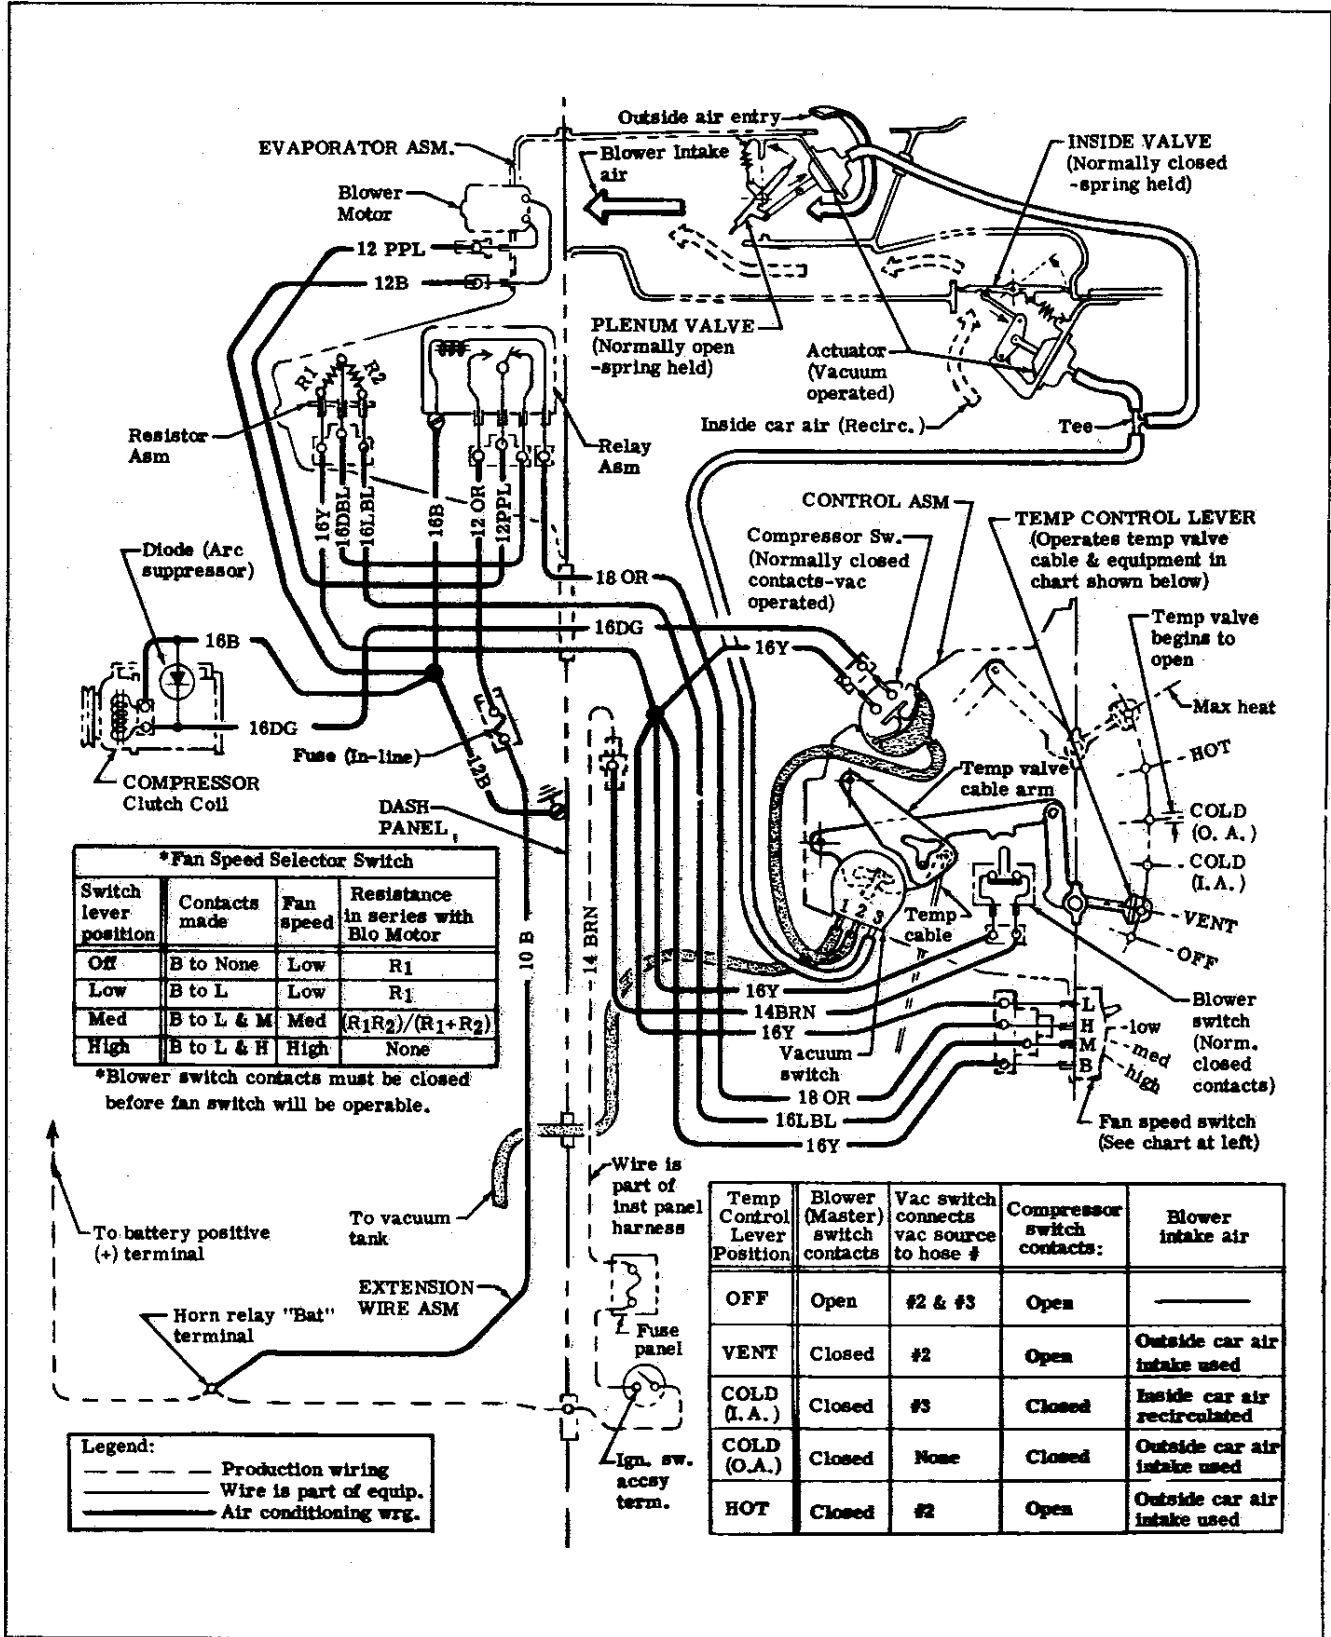 Outside air entry
EVAPORATOR ASM.
Blower Intake
air
INSIDE VALVE
(Normally closed
-spring held)
Blower
Motor
12 PPL
12B
PLENUM VALVE
(Normally open
-spring held)
Actuator
(Vacuum
operated)
Inside car air (Recirc.)
Tee
R1
R2
Resistor
Asm
Relay
Asm
16Y
16DBL
16LBL
16B
12 OR
12PPL
CONTROL ASM
Compressor Sw.
(Normally closed
contacts-vac
operated)
TEMP CONTROL LEVER
(Operates temp valve
cable & equipment in
chart shown below)
Diode (Arc
suppressor)
18 OR
16DG
16Y
16B
Temp valve
begins to
open
Max heat
HOT
16DG
Fuse (In-line)
12B
COMPRESSOR
Clutch Coil
DASH
PANEL
Temp valve
cable arm
COLD
(O. A.)
COLD
(I. A.)
VENT
OFF
1 2 3
Temp
cable
10 B
14 BRN
*Fan Speed Selector Switch
Switch
lever
position
Contacts
made
Fan
speed
Resistance
in series with
Blo Motor
Off B to None Low R1
Low B to L Low R1
Med B to L & M Med (R1R2)/(R1+R2)
High B to L & H High None
*Blower switch contacts must be closed
before fan switch will be operable.
16Y
14BRN
16Y
Vacuum
switch
18 OR
16LBL
16Y
L
H
M
B
-low
-med
-high
Blower
switch
(Norm.
closed
contacts)
Fan speed switch
(See chart at left)
Wire is
part of
inst panel
harness
To vacuum
tank
To battery positive
(+) terminal
EXTENSION
WIRE ASM
Horn relay "Bat"
terminal
Fuse
panel
Ign. sw.
accsy
term.
Temp
Control
Lever
Position
Blower
(Master)
switch
contacts
Vac switch
connects
vac source
to hose #
Compressor
switch
contacts:
Blower
intake air
OFF Open #2 & #3 Open
VENT Closed #2 Open Outside car air
intake used
COLD
(I. A.) Closed #3 Closed Inside car air
recirculated
COLD
(O.A.) Closed None Closed Outside car air
intake used
HOT Closed #2 Open Outside car air
intake used
Legend:
Production wiring
Wire is part of equip.
Air conditioning wrg.